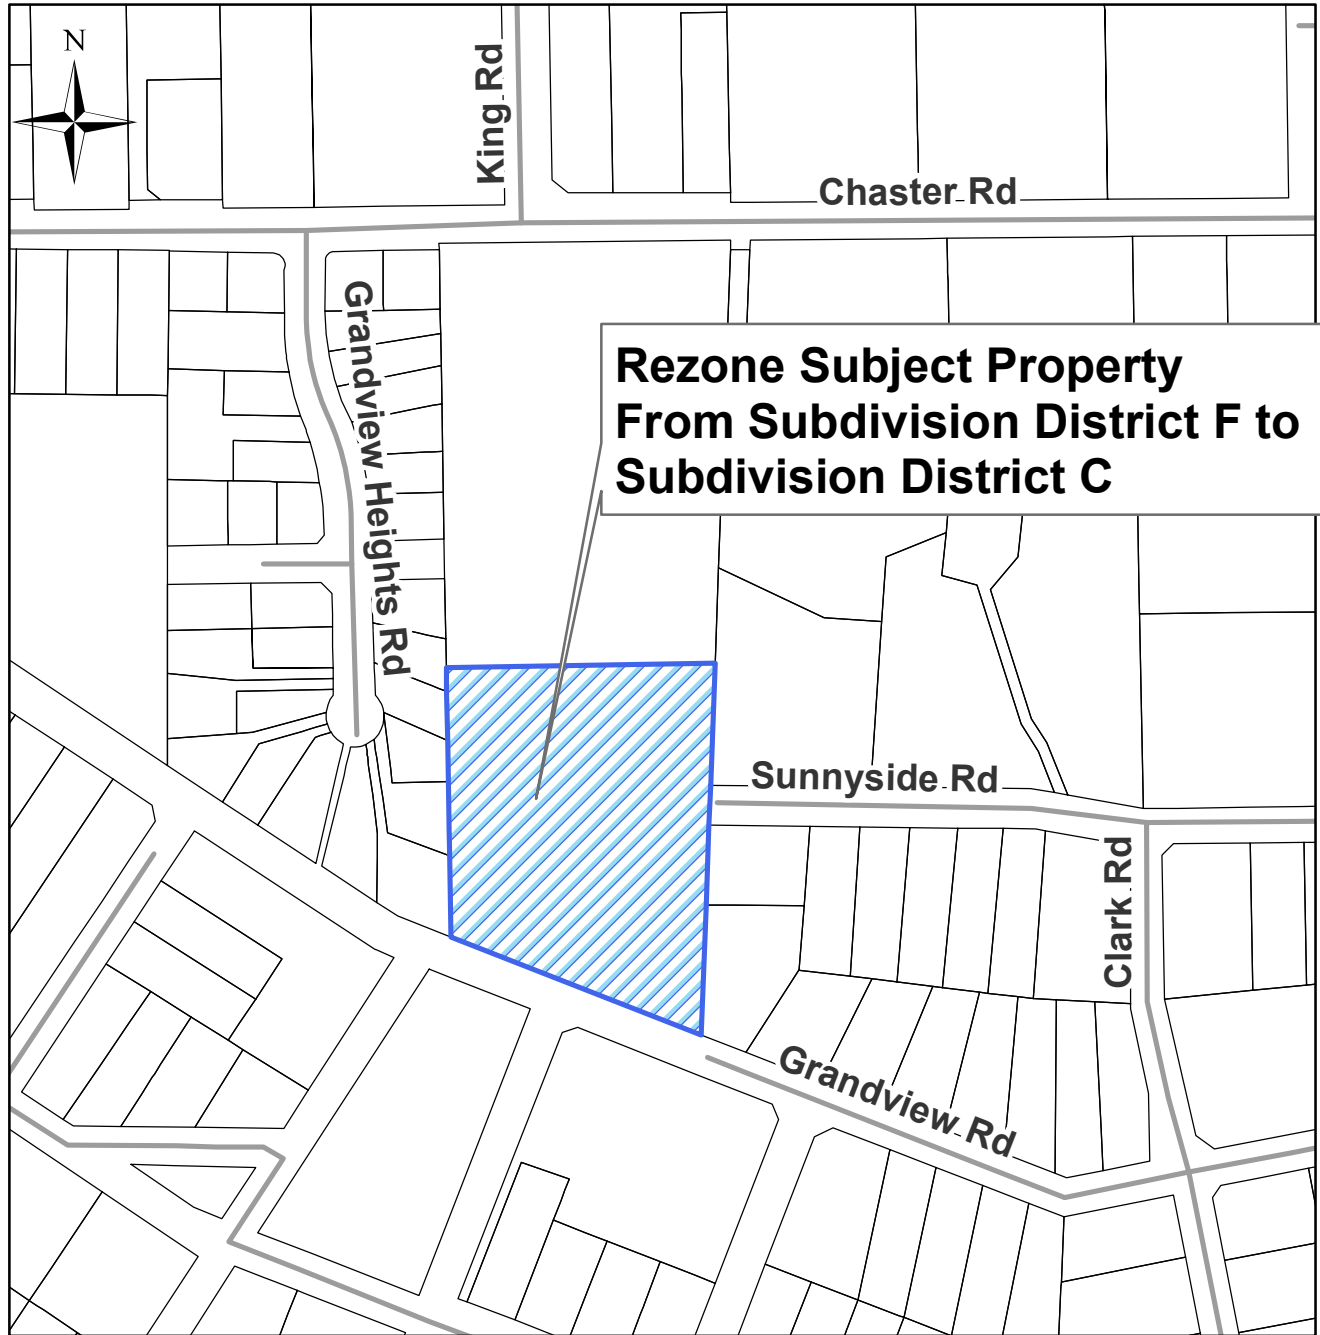 N
King Rd
Chaster Rd
Grandview Heights Rd
Rezone Subject Property
From Subdivision District F to
Subdivision District C
Sunnyside Rd
Clark Rd
Grandview Rd